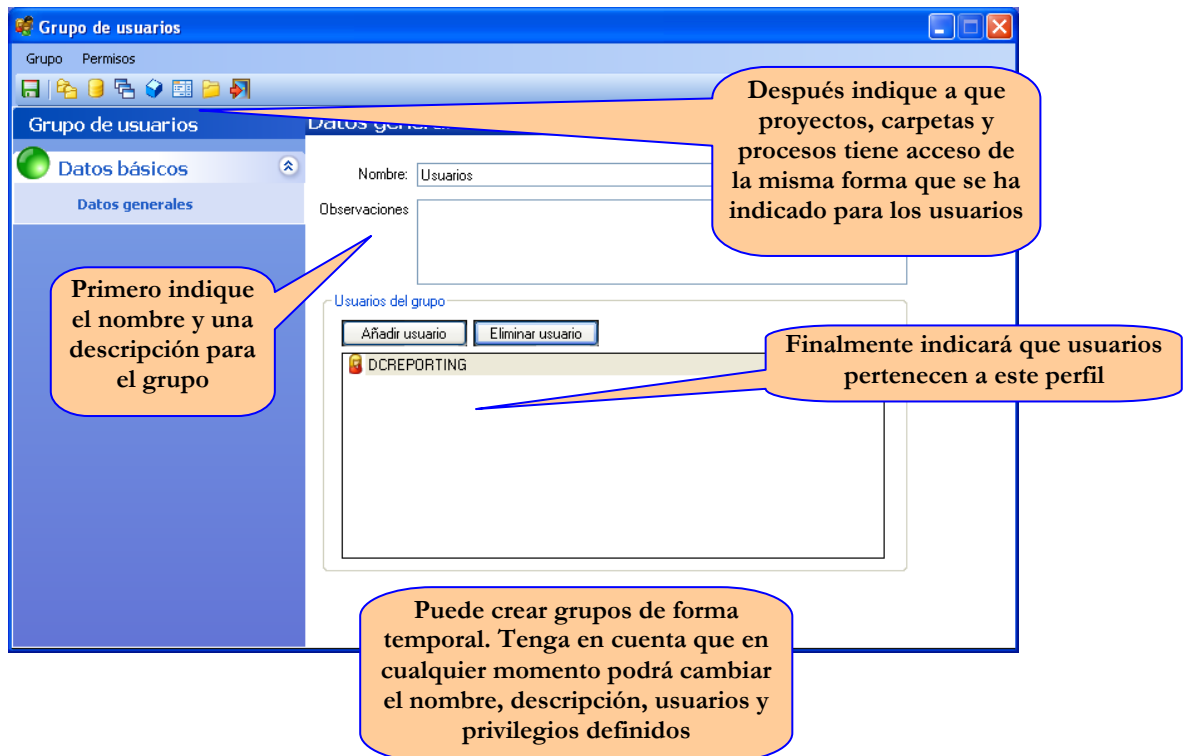 Grupo de usuarios
Grupo Permisos
Grupo de usuarios
Datos básicos
Datos generales
Nombre: Usuarios
Observaciones
Usuarios del grupo
Añadir usuario Eliminar usuario
DCREPORTING
Después indique a que
proyectos, carpetas y
procesos tiene acceso de
la misma forma que se ha
indicado para los usuarios
Primero indique
el nombre y una
descripción para
el grupo
Finalmente indicará que usuarios
pertenecen a este perfil
Puede crear grupos de forma
temporal. Tenga en cuenta que en
cualquier momento podrá cambiar
el nombre, descripción, usuarios y
privilegios definidos